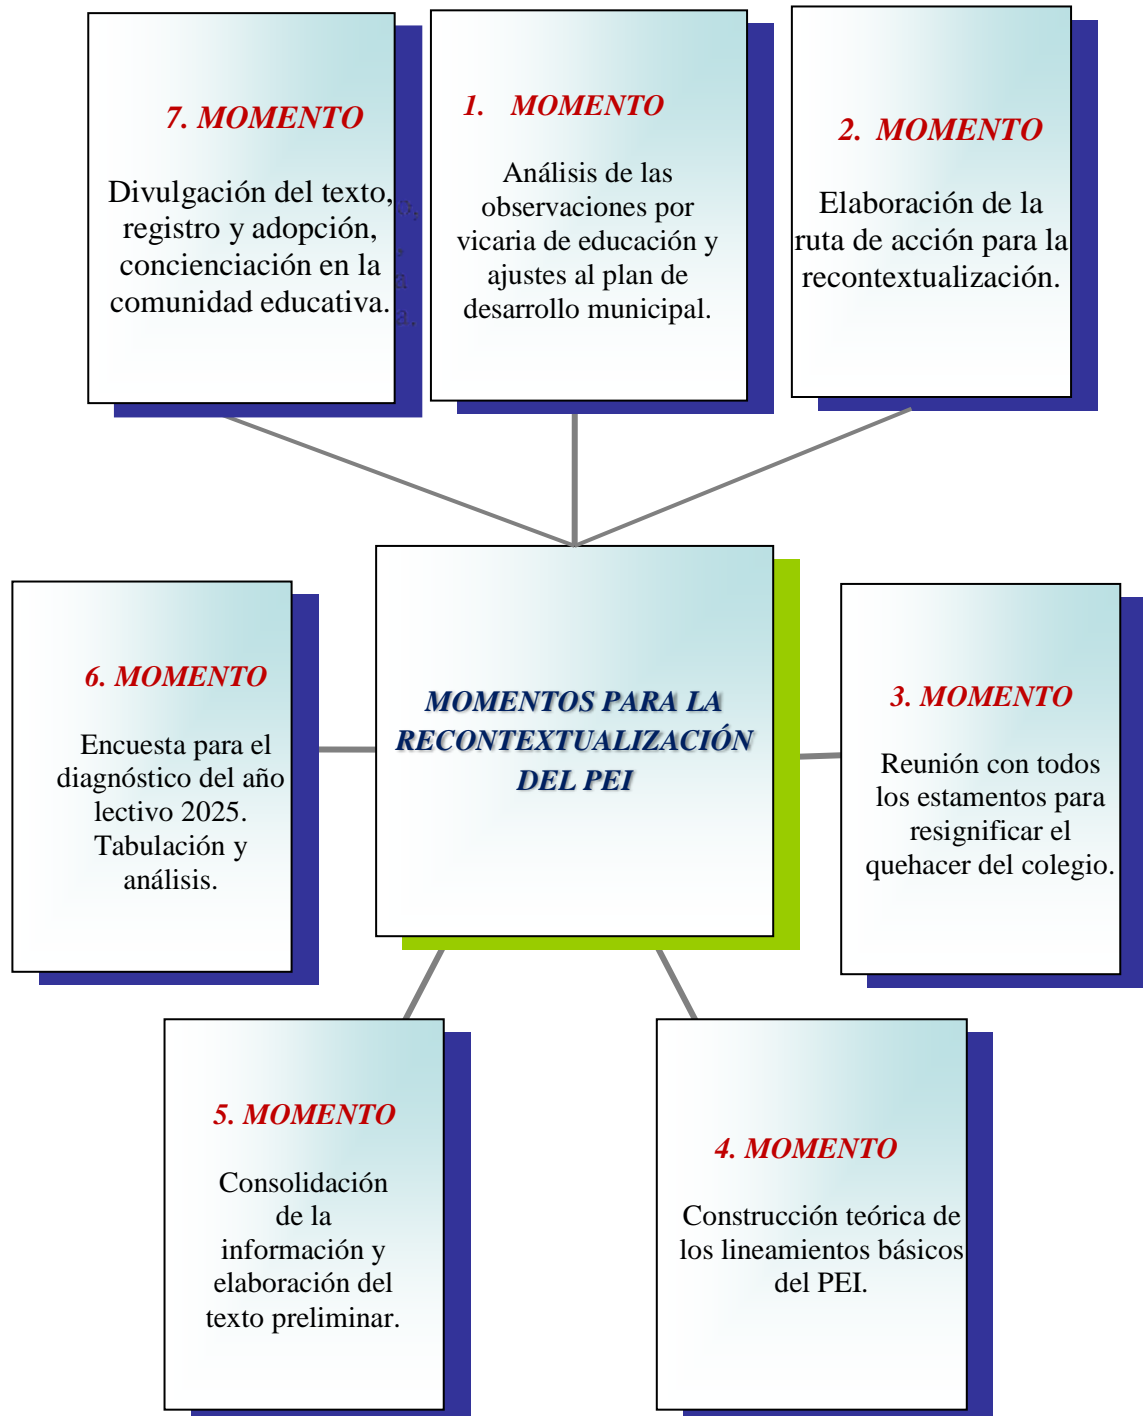 7. MOMENTO
Divulgación del texto,
registro y adopción,
concienciación en la
comunidad educativa.
1. MOMENTO
Análisis de las
observaciones por
vicaria de educación y
ajustes al plan de
desarrollo municipal.
2. MOMENTO
Elaboración de la
ruta de acción para la
recontextualización.
6. MOMENTO
Encuesta para el
diagnóstico del año
lectivo 2025.
Tabulación y
análisis.
MOMENTOS PARA LA
RECONTEXTUALIZACIÓN
DEL PEI
3. MOMENTO
Reunión con todos
los estamentos para
resignificar el
quehacer del colegio.
5. MOMENTO
Consolidación
de la
información y
elaboración del
texto preliminar.
4. MOMENTO
Construcción teórica de
los lineamientos básicos
del PEI.